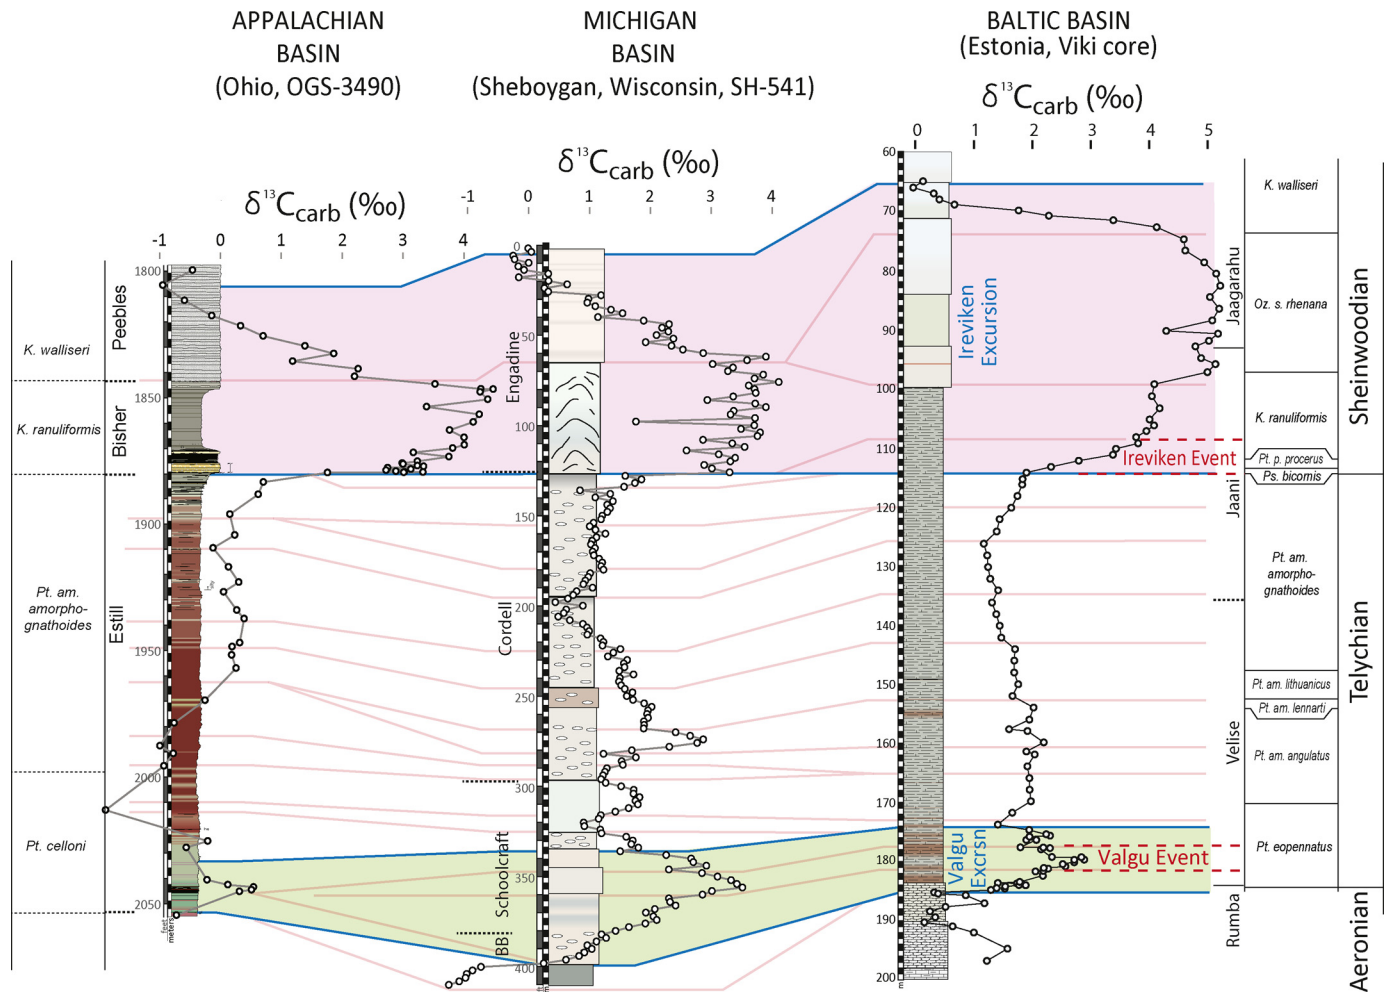 APPALACHIAN
BASIN
(Ohio, OGS-3490)
MICHIGAN
BASIN
(Sheboygan, Wisconsin, SH-541)
BALTIC BASIN
(Estonia, Viki core)
δ¹³Ccarb (‰)
-1 0 1 2 3 4
δ¹³Ccarb (‰)
-1 0 1 2 3 4
δ¹³Ccarb (‰)
0 1 2 3 4 5
1800
1850
1900
1950
2000
2050
feet
meters
K. walliseri
K. ranuliformis
Pt. am.
amorpho-
gnathoides
Pt. celloni
Peebles
Bisher
Estill
0
50
100
150
200
250
300
350
400
ft
m
Engadine
Cordell
Schoolcraft
BB
60
70
80
90
100
110
120
130
140
150
160
170
180
190
200
m
Ireviken
Excursion
Ireviken Event
Valgu
Excrsn
Valgu Event
Jaagarahu
Jaani
Velise
Rumba
K. walliseri
Oz. s. rhenana
K. ranuliformis
Pt. p. procerus
Ps. bicornis
Pt. am.
amorpho-
gnathoides
Pt. am. lithuanicus
Pt. am. lennarti
Pt. am. angulatus
Pt. eopennatus
Sheinwoodian
Telychian
Aeronian